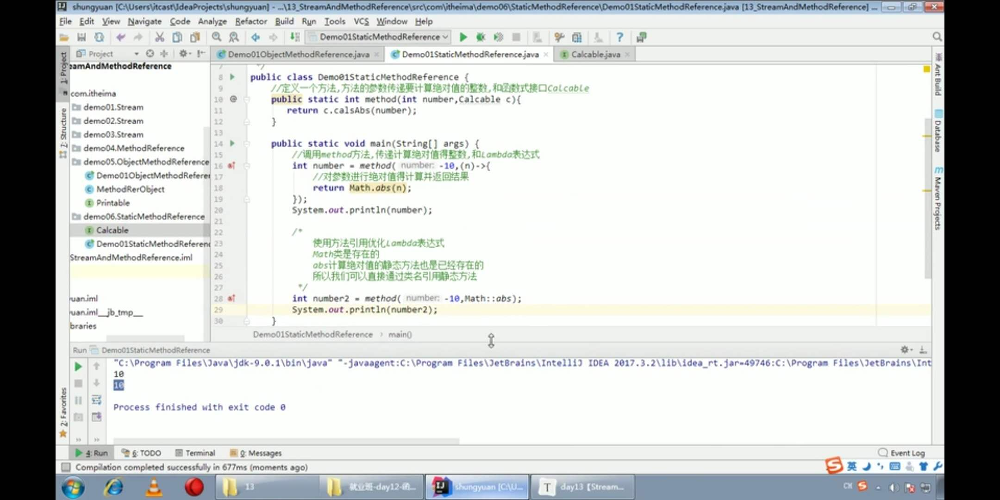 shungyuan [C:\Users\itcast\IdeaProjects\shungyuan] - ...\13_StreamAndMethodReference\src\com\itheima\demo06\StaticMethodReference\Demo01StaticMethodReference.java [13_StreamAndMethodReference] ...
File Edit View Navigate Code Analyze Refactor Build Run Tools VCS Window Help
Demo01StaticMethodReference
Project
Demo01ObjectMethodReference.java
Demo01StaticMethodReference.java
Calcable.java
1: Project
7: Structure
2: Favorites
eamAndMethodReference
com.itheima
demo01.Stream
demo02.Stream
demo03.Stream
demo04.MethodReference
demo05.ObjectMethodReference
Demo01ObjectMethodReferer
MethodRerObject
Printable
demo06.StaticMethodReference
Calcable
Demo01StaticMethodReferenc
StreamAndMethodReference.iml
yuan.iml
yuan.iml__jb_tmp__
braries
7 */
8 public class Demo01StaticMethodReference {
9 //定义一个方法,方法的参数传递要计算绝对值的整数,和函数式接口Calcable
10 @ public static int method(int number,Calcable c){
11 return c.calsAbs(number);
12 }
13
14 public static void main(String[] args) {
15 //调用method方法,传递计算绝对值得整数,和Lambda表达式
16 int number = method( number: -10,(n)->{
17 //对参数进行绝对值得计算并返回结果
18 return Math.abs(n);
19 });
20 System.out.println(number);
21
22 /*
23 使用方法引用优化Lambda表达式
24 Math类是存在的
25 abs计算绝对值的静态方法也是已经存在的
26 所以我们可以直接通过类名引用静态方法
27 */
28 int number2 = method( number: -10,Math::abs);
29 System.out.println(number2);
30 }
Demo01StaticMethodReference › main()
Ant Build
Database
Maven Projects
Run Demo01StaticMethodReference
"C:\Program Files\Java\jdk-9.0.1\bin\java" "-javaagent:C:\Program Files\JetBrains\IntelliJ IDEA 2017.3.2\lib\idea_rt.jar=49746:C:\Program Files\JetBrains\Int
10
10
Process finished with exit code 0
4: Run 6: TODO Terminal 0: Messages Event Log
Compilation completed successfully in 677ms (moments ago)
英
13
就业班-day12-函...
shungyuan [C:\U...
day13【Stream...
CH